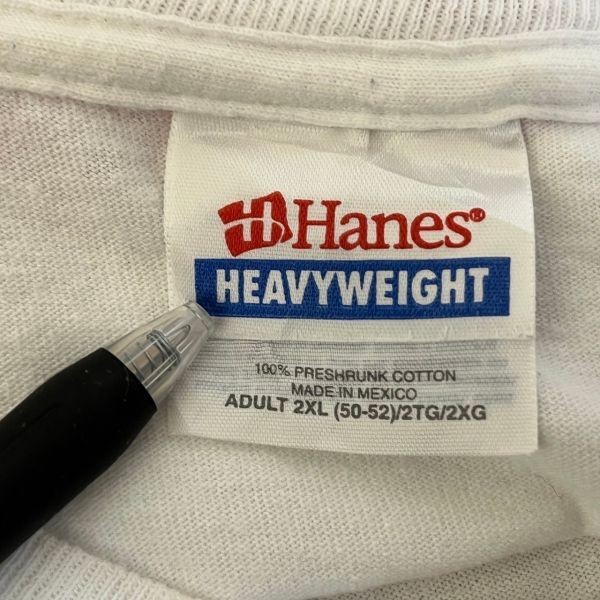 Hanes®
HEAVYWEIGHT
100% PRESHRUNK COTTON
MADE IN MEXICO
ADULT 2XL (50-52)/2TG/2XG